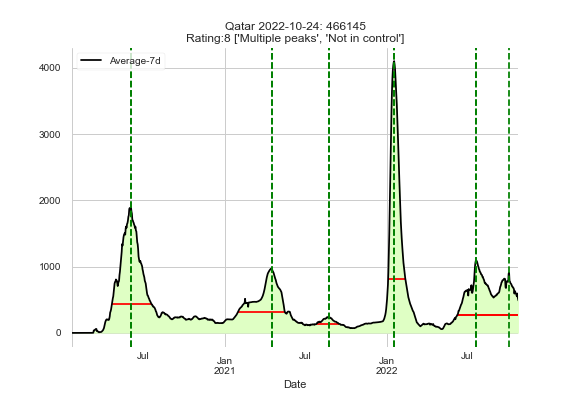 Qatar 2022-10-24: 466145
Rating:8 ['Multiple peaks', 'Not in control']
Average-7d
4000
3000
2000
1000
0
Jul
Jan
2021
Jul
Jan
2022
Jul
Date